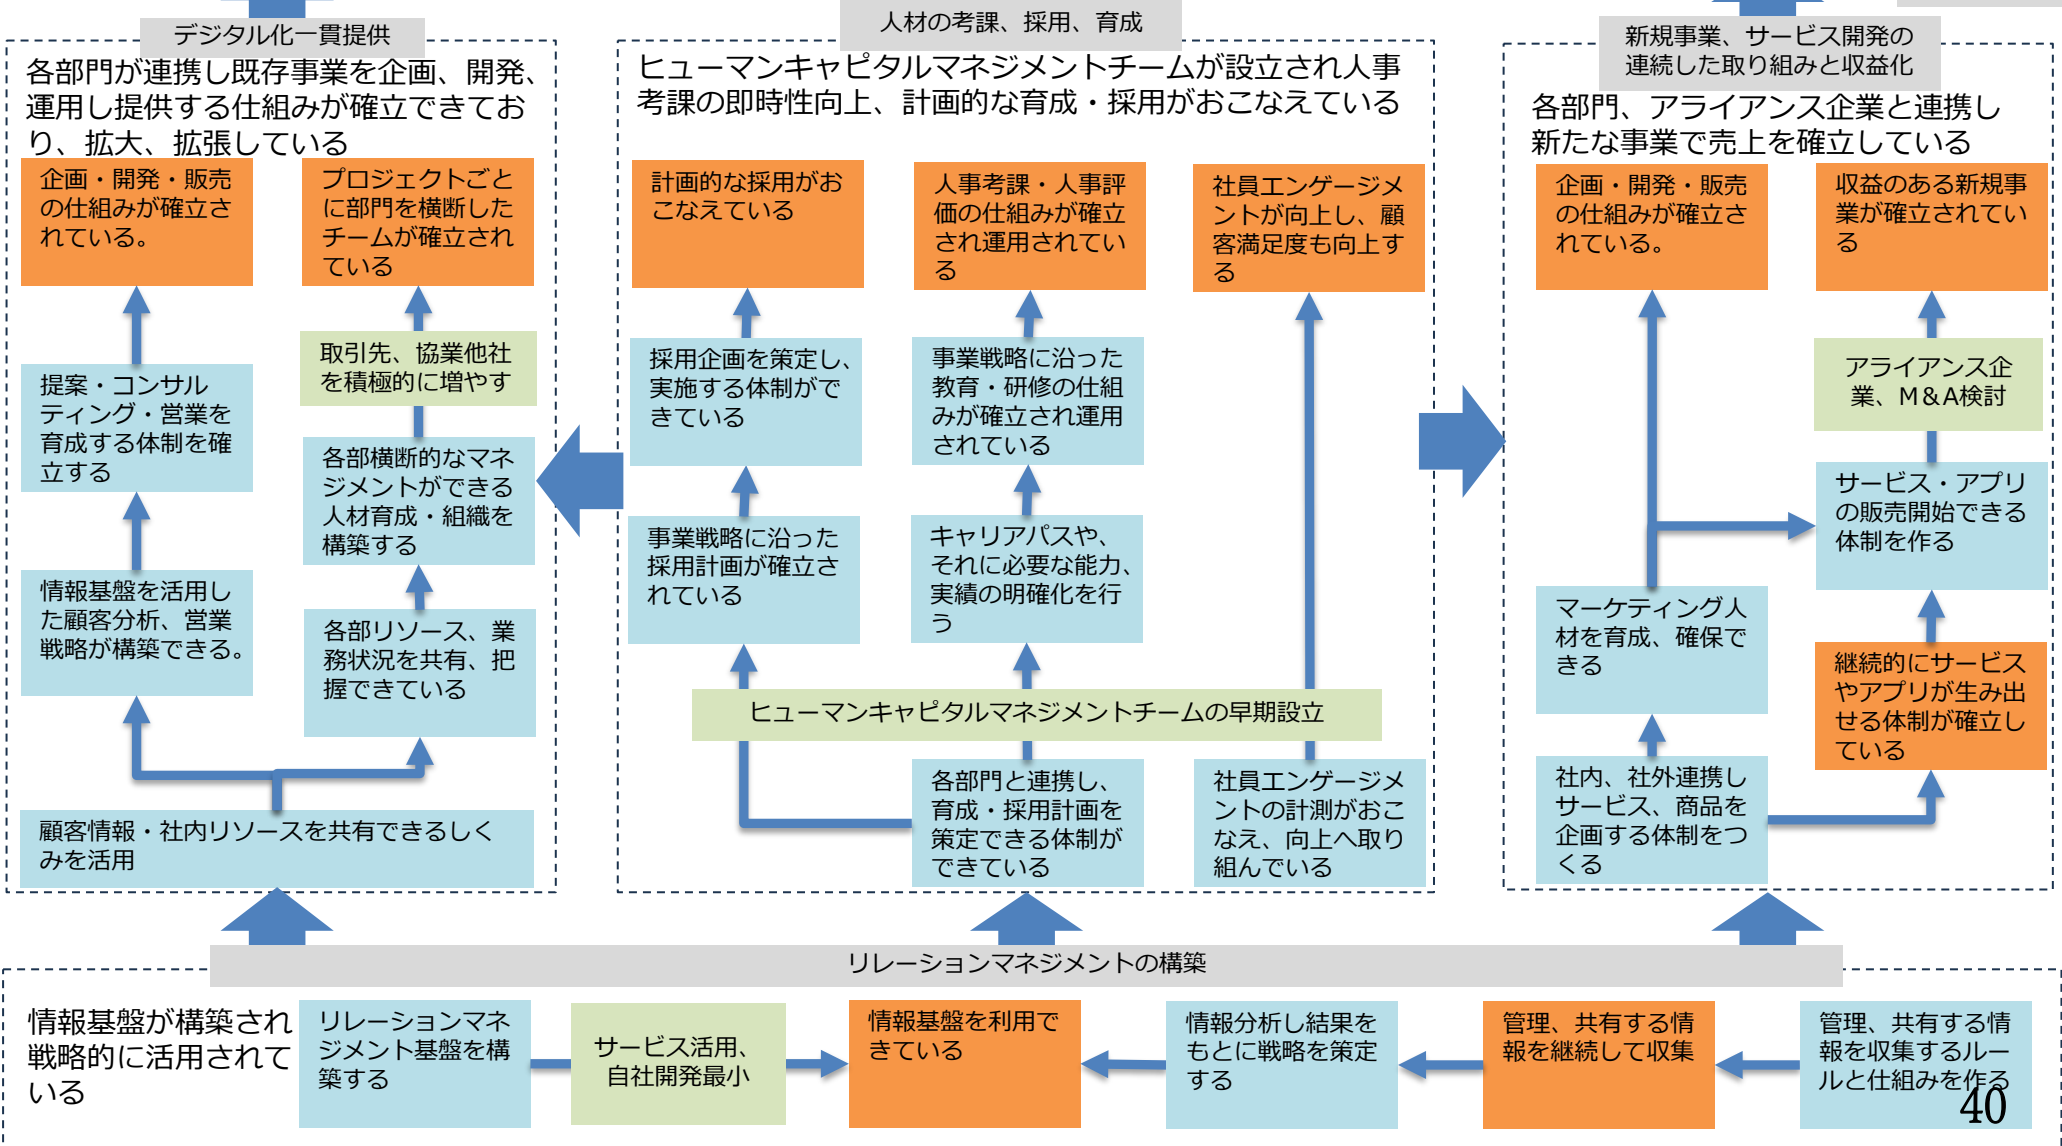 デジタル化一貫提供
各部門が連携し既存事業を企画、開発、
運用し提供する仕組みが確立できてお
り、拡大、拡張している
企画・開発・販売
の仕組みが確立さ
れている。
プロジェクトごと
に部門を横断した
チームが確立され
ている
取引先、協業他社
を積極的に増やす
提案・コンサル
ティング・営業を
育成する体制を確
立する
各部横断的なマネ
ジメントができる
人材育成・組織を
構築する
情報基盤を活用し
た顧客分析、営業
戦略が構築できる。
各部リソース、業
務状況を共有、把
握できている
顧客情報・社内リソースを共有できるしく
みを活用
人材の考課、採用、育成
ヒューマンキャピタルマネジメントチームが設立され人事
考課の即時性向上、計画的な育成・採用がおこなえている
計画的な採用がお
こなえている
人事考課・人事評
価の仕組みが確立
され運用されてい
る
社員エンゲージメ
ントが向上し、顧
客満足度も向上す
る
採用企画を策定し、
実施する体制がで
きている
事業戦略に沿った
教育・研修の仕組
みが確立され運用
されている
事業戦略に沿った
採用計画が確立さ
れている
キャリアパスや、
それに必要な能力、
実績の明確化を行
う
ヒューマンキャピタルマネジメントチームの早期設立
各部門と連携し、
育成・採用計画を
策定できる体制が
できている
社員エンゲージメ
ントの計測がおこ
なえ、向上へ取り
組んでいる
新規事業、サービス開発の
連続した取り組みと収益化
各部門、アライアンス企業と連携し
新たな事業で売上を確立している
企画・開発・販売
の仕組みが確立さ
れている。
収益のある新規事
業が確立されてい
る
アライアンス企
業、M&A検討
サービス・アプリ
の販売開始できる
体制を作る
マーケティング人
材を育成、確保で
きる
継続的にサービス
やアプリが生み出
せる体制が確立し
ている
社内、社外連携し
サービス、商品を
企画する体制をつ
くる
リレーションマネジメントの構築
情報基盤が構築され
戦略的に活用されて
いる
リレーションマネ
ジメント基盤を構
築する
サービス活用、
自社開発最小
情報基盤を利用で
きている
情報分析し結果を
もとに戦略を策定
する
管理、共有する情
報を継続して収集
管理、共有する情
報を収集するルー
ルと仕組みを作る
40